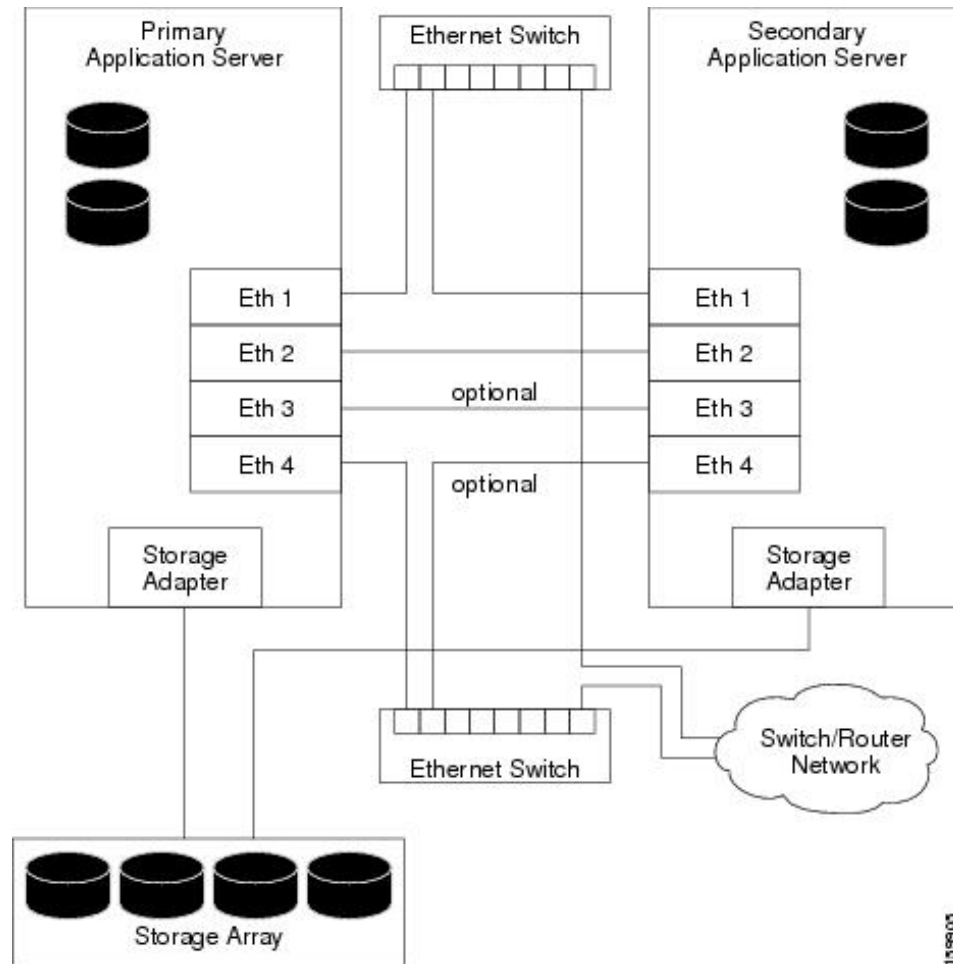 Primary
Application Server
Ethernet Switch
Secondary
Application Server
Eth 1
Eth 1
Eth 2
Eth 2
optional
Eth 3
Eth 3
Eth 4
Eth 4
optional
Storage
Adapter
Storage
Adapter
Switch/Router
Network
Ethernet Switch
Storage Array
159905